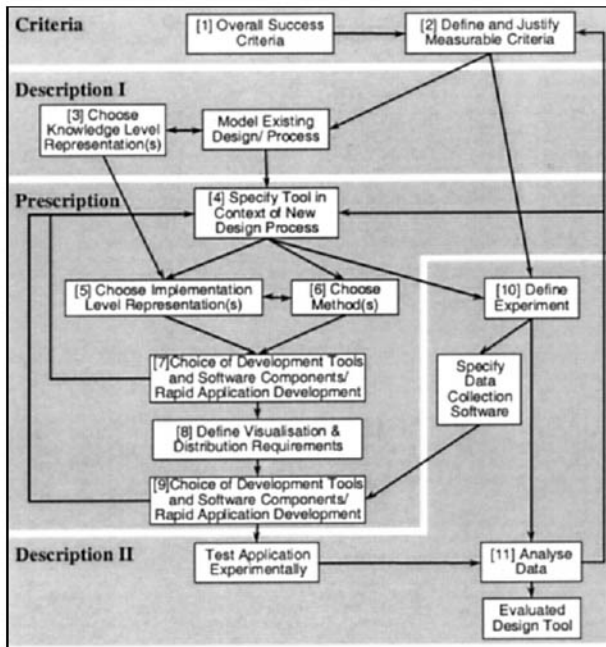 Criteria
[1] Overall Success
Criteria
[2] Define and Justify
Measurable Criteria
Description I
[3] Choose
Knowledge Level
Representation(s)
Model Existing
Design/ Process
Prescription
[4] Specify Tool in
Context of New
Design Process
[5] Choose Implementation
Level Representation(s)
[6] Choose
Method(s)
[10] Define
Experiment
[7]Choice of Development Tools
and Software Components/
Rapid Application Development
Specify
Data
Collection
Software
[8] Define Visualisation &
Distribution Requirements
[9]Choice of Development Tools
and Software Components/
Rapid Application Development
Description II
Test Application
Experimentally
[11] Analyse
Data
Evaluated
Design Tool